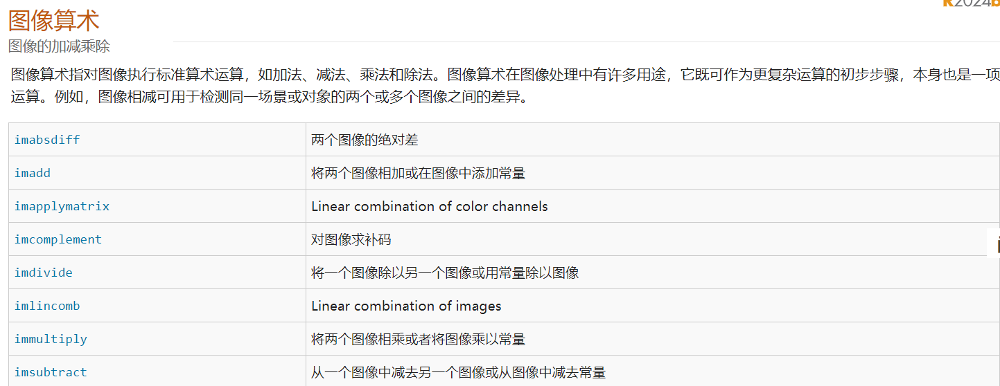 R2024b
图像算术
图像的加减乘除
图像算术指对图像执行标准算术运算，如加法、减法、乘法和除法。图像算术在图像处理中有许多用途，它既可作为更复杂运算的初步步骤，本身也是一项
运算。例如，图像相减可用于检测同一场景或对象的两个或多个图像之间的差异。
imabsdiff 两个图像的绝对差
imadd 将两个图像相加或在图像中添加常量
imapplymatrix Linear combination of color channels
imcomplement 对图像求补码
imdivide 将一个图像除以另一个图像或用常量除以图像
imlincomb Linear combination of images
immultiply 将两个图像相乘或者将图像乘以常量
imsubtract 从一个图像中减去另一个图像或从图像中减去常量